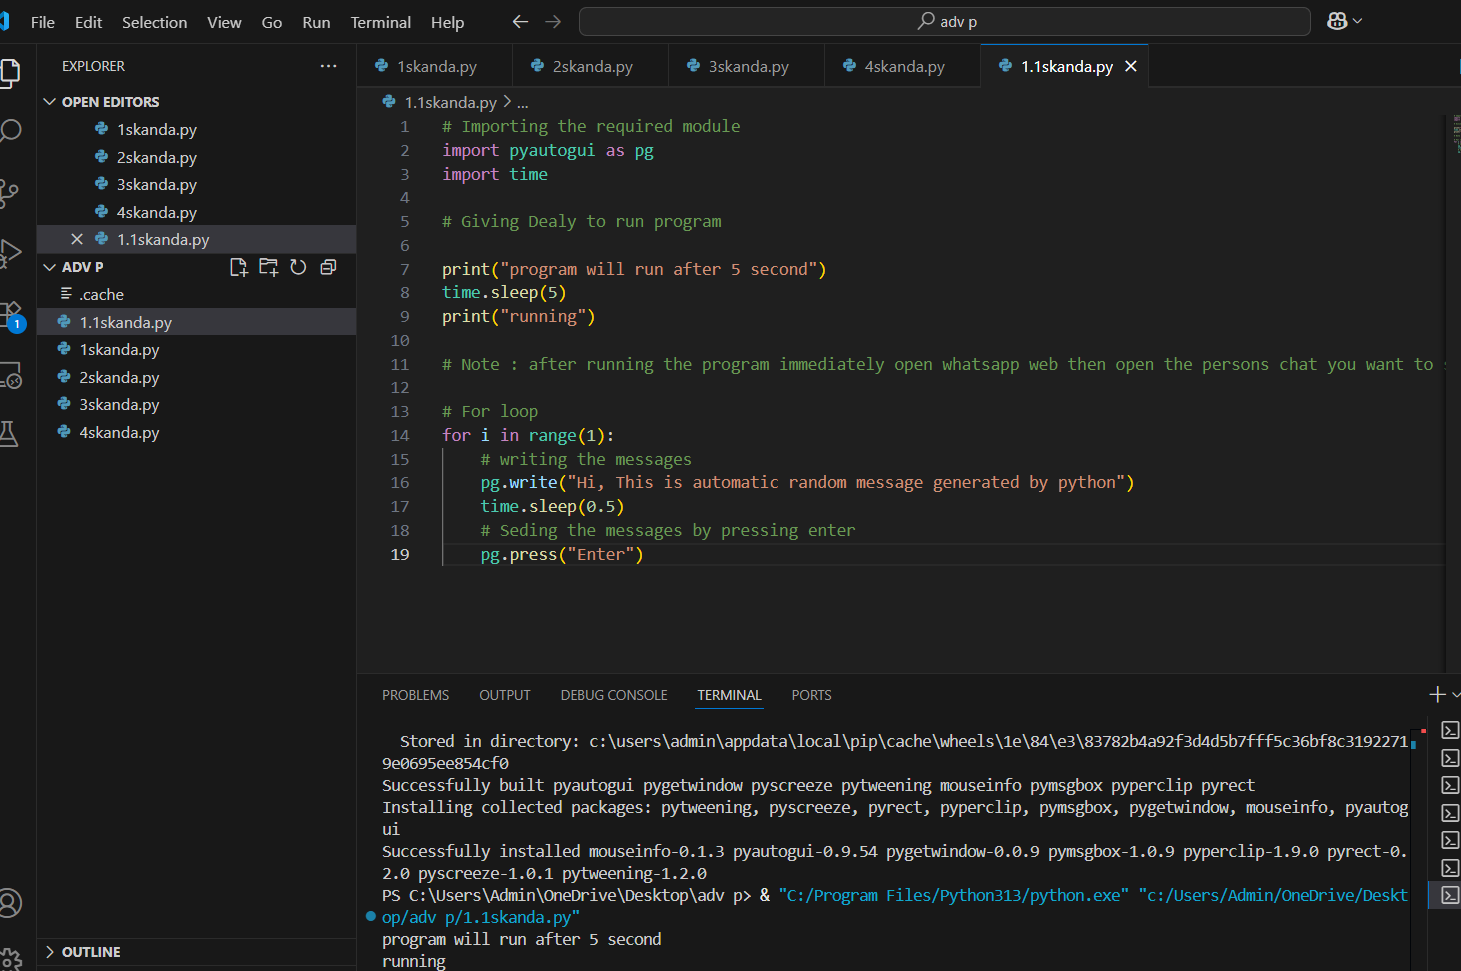 File Edit Selection View Go Run Terminal Help
adv p
EXPLORER
OPEN EDITORS
1skanda.py
2skanda.py
3skanda.py
4skanda.py
1.1skanda.py
ADV P
.cache
1.1skanda.py
1skanda.py
2skanda.py
3skanda.py
4skanda.py
OUTLINE
1
1skanda.py 2skanda.py 3skanda.py 4skanda.py 1.1skanda.py
1.1skanda.py > ...
1 # Importing the required module
2 import pyautogui as pg
3 import time
4
5 # Giving Dealy to run program
6
7 print("program will run after 5 second")
8 time.sleep(5)
9 print("running")
10
11 # Note : after running the program immediately open whatsapp web then open the persons chat you want to
12
13 # For loop
14 for i in range(1):
15 # writing the messages
16 pg.write("Hi, This is automatic random message generated by python")
17 time.sleep(0.5)
18 # Seding the messages by pressing enter
19 pg.press("Enter")
PROBLEMS OUTPUT DEBUG CONSOLE TERMINAL PORTS
Stored in directory: c:\users\admin\appdata\local\pip\cache\wheels\1e\84\e3\83782b4a92f3d4d5b7fff5c36bf8c3192271
9e0695ee854cf0
Successfully built pyautogui pygetwindow pyscreeze pytweening mouseinfo pymsgbox pyperclip pyrect
Installing collected packages: pytweening, pyscreeze, pyrect, pyperclip, pymsgbox, pygetwindow, mouseinfo, pyautog
ui
Successfully installed mouseinfo-0.1.3 pyautogui-0.9.54 pygetwindow-0.0.9 pymsgbox-1.0.9 pyperclip-1.9.0 pyrect-0.
2.0 pyscreeze-1.0.1 pytweening-1.2.0
PS C:\Users\Admin\OneDrive\Desktop\adv p> & "C:/Program Files/Python313/python.exe" "c:/Users/Admin/OneDrive/Deskt
op/adv p/1.1skanda.py"
program will run after 5 second
running